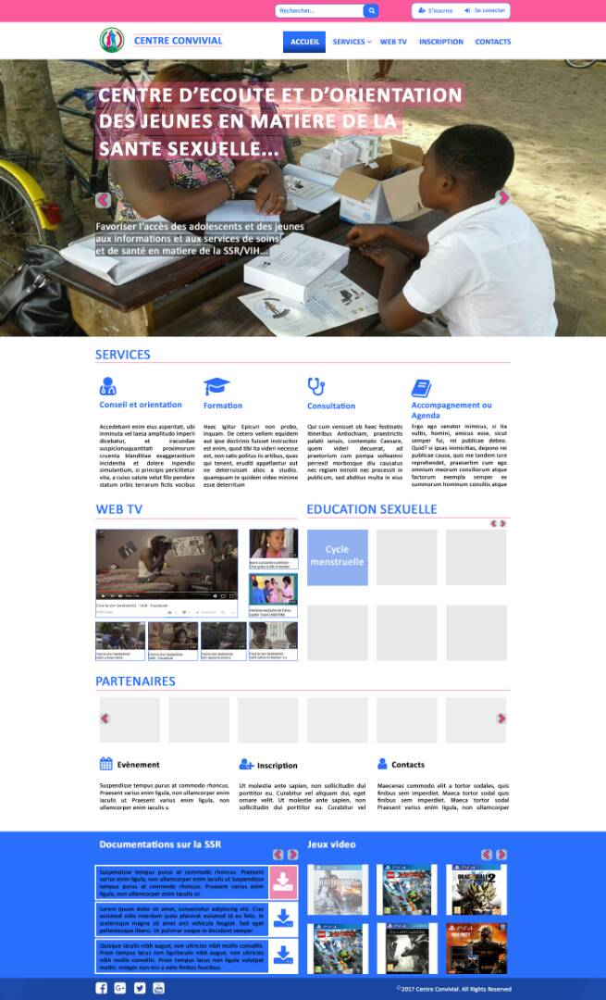 Rechercher...
S'inscrire
Se conecter
CENTRE CONVIVIAL
ACCUEIL
SERVICES
WEB TV
INSCRIPTION
CONTACTS
CENTRE D'ECOUTE ET D'ORIENTATION
DES JEUNES EN MATIERE DE LA
SANTE SEXUELLE...
Favoriser l'accès des adolescents et des jeunes
aux informations et aux services de soins
et de santé en matiere de la SSR/VIH...
SERVICES
Conseil et orientation
Accedebant enim eius asperitati, ubi
inminuta vel laesa amplitudo imperii
dicebatur, et iracundae
suspicionuquantitati proximorum
cruenta blanditiae exaggerantium
incidentia et dolere inpendio
simulantium, si principis periclitetur
vita, a cuius salute velut filo pendere
statum orbis terrarum fictis vocibus
Formation
Haec igitur Epicuri non probo,
inquam. De cetero vellem equidem
aut ipse doctrinis fuisset instructior
est enim, quod tibi ita videri necesse
est, non satis politus iis artibus, quas
qui tenent, eruditi appellantur aut
ne deterruisset alios a studiis.
quamquam te quidem video minime
esse deterritum
Consultation
Qui cum venisset ob haec festinatis
itineribus Antiochiam, praestrictis
palatii ianuis, contempto Caesare,
quem videri decuerat, ad
praetorium cum pompa sollemni
perrexit morbosque diu causatus
nec regiam introiit nec processit in
publicum, sed abditus multa in eius
Accompagnement ou
Agenda
Ergo ego senator inimicus, si ita
vultis, homini, amicus esse, sicut
semper fui, rei publicae debeo.
Quid? si ipsas inimicitias, depono rei
publicae causa, quis me tandem iure
reprehendet, praesertim cum ego
omnium meorum consiliorum atque
factorum exempla semper ex
summorum hominum consiliis atque
WEB TV
EDUCATION SEXUELLE
Cycle
menstruelle
PARTENAIRES
Evènement
Suspendisse tempus purus at commodo rhoncus.
Praesent varius enim ligula, non ullamcorper enim
iaculis ut Praesent varius enim ligula, non
ullamcorper enim iaculis u
Inscription
Ut molestie ante sapien, non sollicitudin dui
porttitor eu. Curabitur vel aliquam dui, eget
ornare velit. Ut molestie ante sapien, non
sollicitudin dui porttitor eu. Curabitur vel
Contacts
Maecenas commodo elit a tortor sodales, quis
finibus sem imperdiet. Maeca tortor sodal quis
finibus sem imperdiet. Maeca tortor sodal
Praesent varius enim ligula, non ullamcorper
Documentations sur la SSR
Suspendisse tempus purus at commodo rhoncus. Praesent
varius enim ligula, non ullamcorper enim iaculis ut Suspendisse
tempus purus at commodo rhoncus. Praesent varius enim
ligula, non ullamcorper enim iaculis ut
Lorem ipsum dolor sit amet, consectetur adipiscing elit. Cras
euismod odio interdum justo placerat euismod id eu felis. In
scelerisque magna sit amet orci vehicula feugiat. Sed eget
pellentesque libero. Ut pulvinar neque in tincidunt semper
Quisque iaculis nibh augue, non ultricies nibh mollis convallis.
Proin tempus lacus non ligullaculis nibh augue, non ultricies
nibh mollis convallis. Proin tempus lacus non ligula volutpat
mattis. Integer non nisi a odio finibus faucibus.
Jeux video
©2017 Centre Convivial. All Rights Reserved